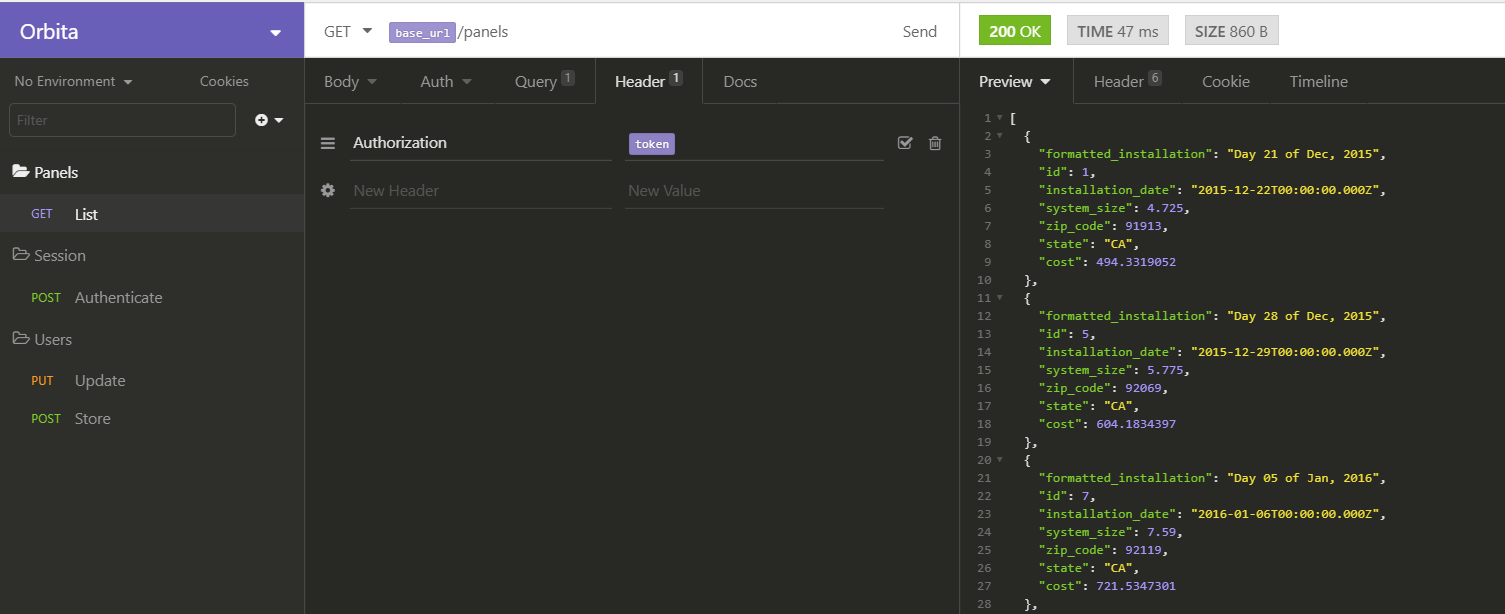 Orbita
GET base_url/panels Send
200 OK TIME 47 ms SIZE 860 B
No Environment Cookies
Filter
Panels
GET List
Session
POST Authenticate
Users
PUT Update
POST Store
Body Auth Query 1 Header 1 Docs
Authorization token
New Header New Value
Preview Header 6 Cookie Timeline
1 [
2 {
3 "formatted_installation": "Day 21 of Dec, 2015",
4 "id": 1,
5 "installation_date": "2015-12-22T00:00:00.000Z",
6 "system_size": 4.725,
7 "zip_code": 91913,
8 "state": "CA",
9 "cost": 494.3319052
10 },
11 {
12 "formatted_installation": "Day 28 of Dec, 2015",
13 "id": 5,
14 "installation_date": "2015-12-29T00:00:00.000Z",
15 "system_size": 5.775,
16 "zip_code": 92069,
17 "state": "CA",
18 "cost": 604.1834397
19 },
20 {
21 "formatted_installation": "Day 05 of Jan, 2016",
22 "id": 7,
23 "installation_date": "2016-01-06T00:00:00.000Z",
24 "system_size": 7.59,
25 "zip_code": 92119,
26 "state": "CA",
27 "cost": 721.5347301
28 },